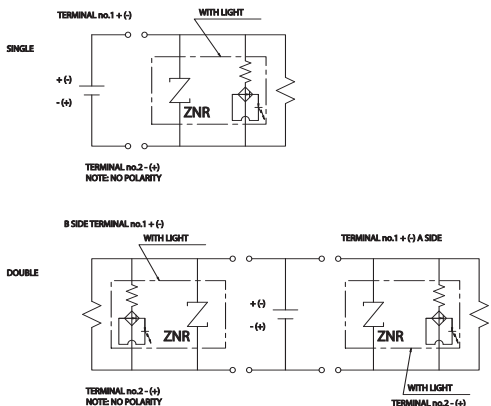 TERMINAL no.1 + (-)
WITH LIGHT
SINGLE
+ (-)
- (+)
ZNR
TERMINAL no.2 - (+)
NOTE: NO POLARITY
B SIDE TERMINAL no.1 + (-)
WITH LIGHT
TERMINAL no.1 + (-) A SIDE
DOUBLE
+ (-)
- (+)
ZNR
ZNR
TERMINAL no.2 - (+)
NOTE: NO POLARITY
WITH LIGHT
TERMINAL no.2 - (+)